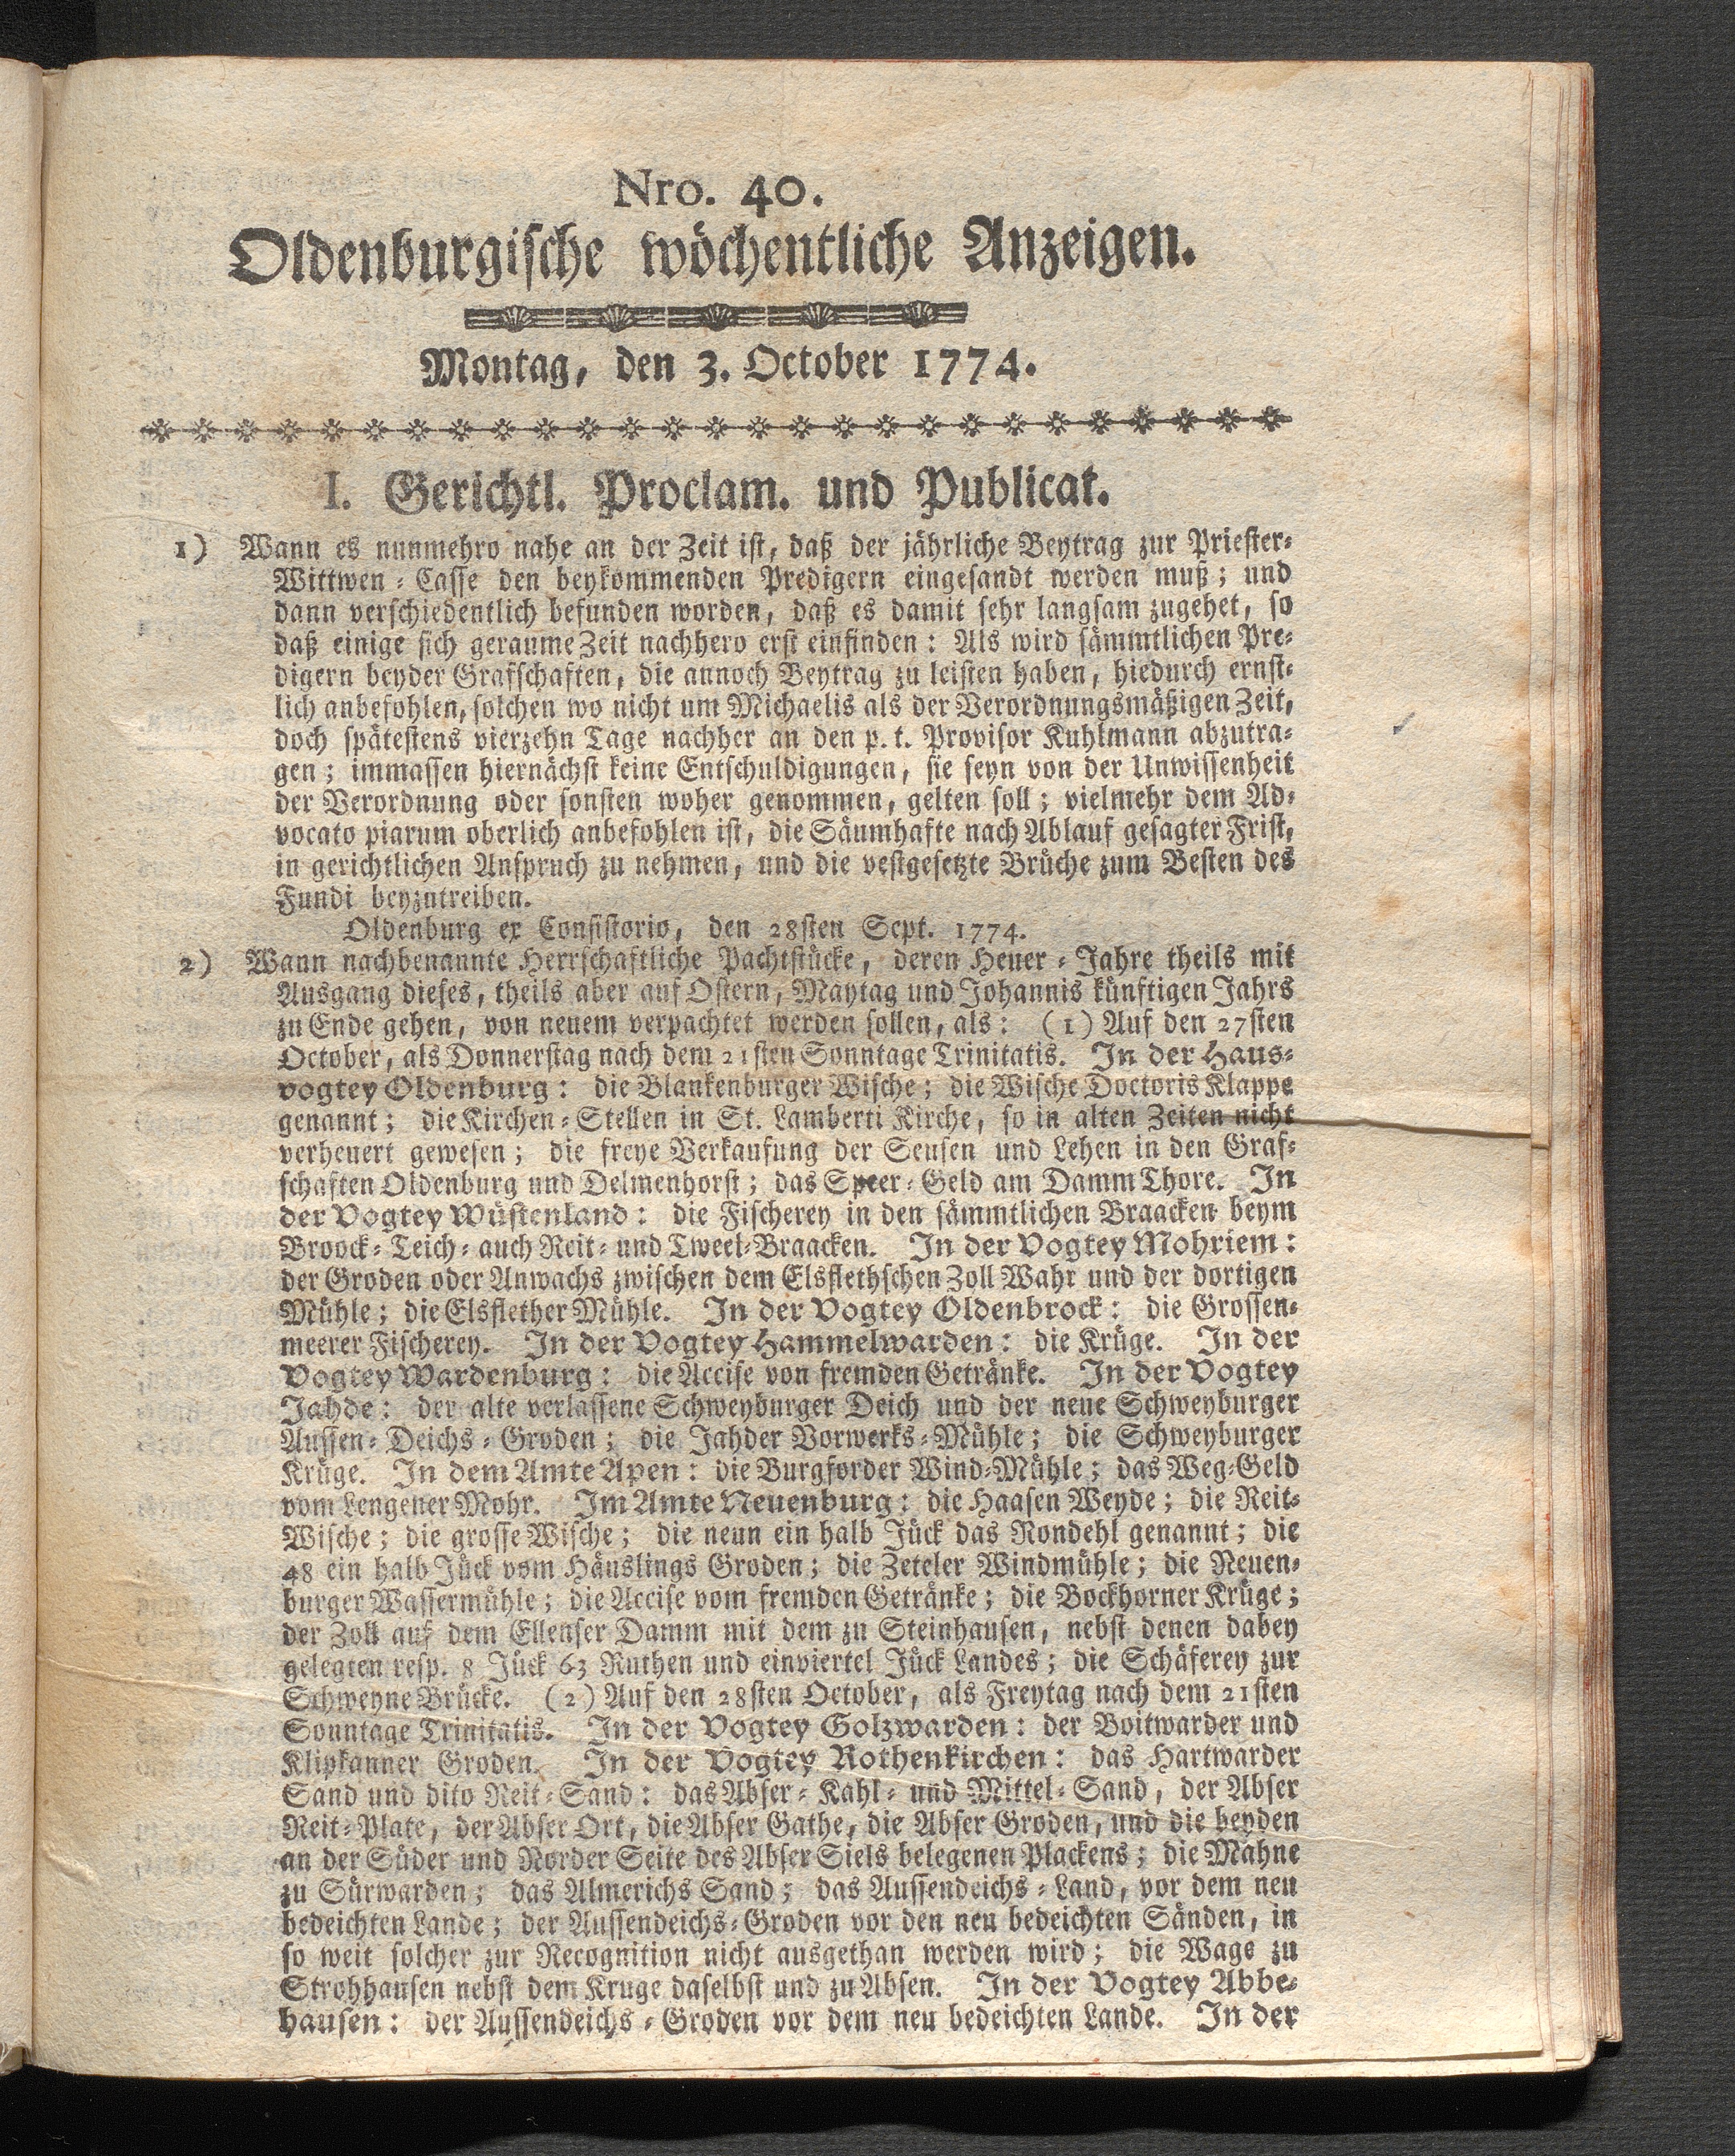 Nro. 40.
Oldenburgische wöchentliche Anzeigen.
Montag, den 3. October 1774.
I. Gerichtl. Proclam. und Publicat.
1) Wann es nunmehro nahe an der Zeit ist, daß der jährliche Beytrag zur Priester-
Wittwen-Casse den beykommenden Predigern eingesandt werden muß; und
dann verschiedentlich befunden worden, daß es damit sehr langsam zugehet, so
daß einige sich geraume Zeit nachhero erst einfinden: Als wird sämmtlichen Pre-
digern beyder Grafschaften, die annoch Beytrag zu leisten haben, hiedurch ernst-
lich anbefohlen, solchen wo nicht um Michaelis als der Verordnungsmäßigen Zeit,
doch spätestens vierzehn Tage nachher an den p. t. Provisor Kuhlmann abzutra-
gen; immassen hiernächst keine Entschuldigungen, sie seyn von der Unwissenheit
der Verordnung oder sonsten woher genommen, gelten soll; vielmehr dem Ad-
vocato piarum oberlich anbefohlen ist, die Säumhafte nach Ablauf gesagter Frist,
in gerichtlichen Anspruch zu nehmen, und die vestgesetzte Brüche zum Besten des
Fundi beyzutreiben.
Oldenburg ex Consistorio, den 28sten Sept. 1774.
2) Wann nachbenannte Herrschaftliche Pachtstücke, deren Heuer-Jahre theils mit
Ausgang dieses, theils aber auf Ostern, Maytag und Johannis künftigen Jahrs
zu Ende gehen, von neuem verpachtet werden sollen, als: (1) Auf den 27sten
October, als Donnerstag nach dem 21sten Sonntage Trinitatis. In der Haus-
vogtey Oldenburg: die Blankenburger Wische; die Wische Doctoris Klappe
genannt; die Kirchen-Stellen in St. Lamberti Kirche, so in alten Zeiten nicht
verheuert gewesen; die freye Verkaufung der Sensen und Lehen in den Graf-
schaften Oldenburg und Delmenhorst; das Speer-Geld am Damm Thore. In
der Vogtey Wüstenland: die Fischerey in den sämmtlichen Braacken beym
Broock-Teich-auch Reit-und Tweel-Braacken. In der Vogtey Mohriem:
der Groden oder Anwachs zwischen dem Elsflethschen Zoll Wahr und der dortigen
Mühle; die Elsflether Mühle. In der Vogtey Oldenbrock: die Grossen-
meerer Fischerey. In der Vogtey Hammelwarden: die Krüge. In der
Vogtey Wardenburg: die Accise von fremden Getränke. In der Vogtey
Jahde: der alte verlassene Schweyburger Deich und der neue Schweyburger
Aussen-Deichs-Groden; die Jahder Vorwerks-Mühle; die Schweyburger
Krüge. In dem Amte Apen: die Burgforder Wind-Mühle; das Weg-Geld
vom Lengener Mohr. Im Amte Neuenburg: die Haasen Weyde; die Reit-
Wische; die grosse Wische; die neun ein halb Jück das Rondehl genannt; die
48 ein halb Jück vom Häuslings Groden; die Zeteler Windmühle; die Neuen-
burger Wassermühle; die Accise vom fremden Getränke; die Bockhorner Krüge;
der Zoll auf dem Ellenser Damm mit dem zu Steinhausen, nebst denen dabey
gelegten resp. 8 Jück 63 Ruthen und einviertel Jück Landes; die Schäferey zur
Schweyne Brücke. (2) Auf den 28sten October, als Freytag nach dem 21sten
Sonntage Trinitatis. In der Vogtey Golzwarden: der Boitwarder und
Klipkanner Groden. In der Vogtey Rothenkirchen: das Hartwarder
Sand und dito Reit-Sand: das Abser-Kahl-und Mittel-Sand, der Abser
Reit-Plate, der Abser Ort, die Abser Gathe, die Abser Groden, und die beyden
an der Süder und Norder Seite des Abser Siels belegenen Plackens; die Mähne
zu Sürwarden; das Almerichs Sand; das Aussendeichs-Land, vor dem neu
bedeichten Lande; der Aussendeichs-Groden vor den neu bedeichten Sänden, in
so weit solcher zur Recognition nicht ausgethan werden wird; die Wage zu
Strohhausen nebst dem Kruge daselbst und zu Absen. In der Vogtey Abbe-
hausen: der Aussendeichs-Groden vor dem neu bedeichten Lande. In der